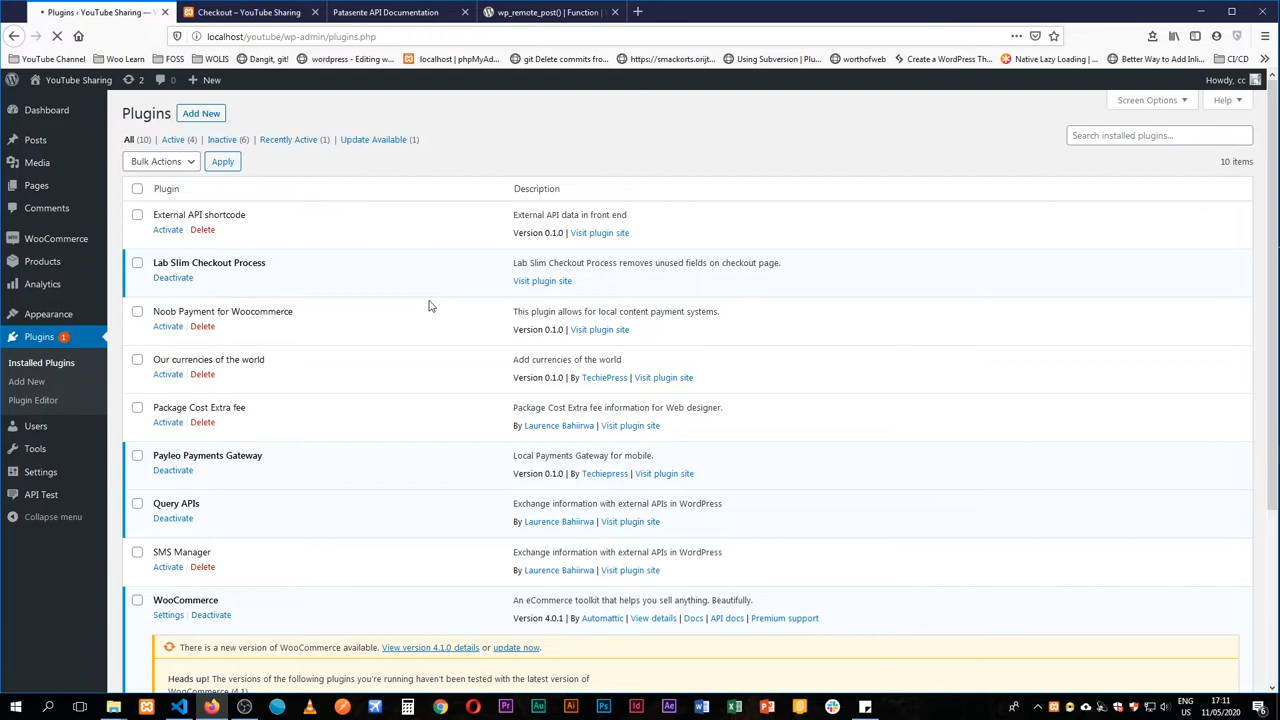 Plugins ‹ YouTube Sharing —
Checkout – YouTube Sharing
Patasente API Documentation
wp_remote_post() | Function |
localhost/youtube/wp-admin/plugins.php
YouTube Channel
Woo Learn
FOSS
WOLIS
Dangit, git!
wordpress - Editing w...
localhost | phpMyAd...
git Delete commits fro...
https://smackorts.orijt...
Using Subversion | Plu...
worthofweb
Create a WordPress Th...
Native Lazy Loading | ...
Better Way to Add Inli...
CI/CD
YouTube Sharing
2
0
New
Howdy, cc
Dashboard
Posts
Media
Pages
Comments
WooCommerce
Products
Analytics
Appearance
Plugins 1
Installed Plugins
Add New
Plugin Editor
Users
Tools
Settings
API Test
Collapse menu
Screen Options
Help
Plugins
Add New
All (10) | Active (4) | Inactive (6) | Recently Active (1) | Update Available (1)
Search installed plugins...
Bulk Actions
Apply
10 items
Plugin
Description
External API shortcode
External API data in front end
Activate | Delete
Version 0.1.0 | Visit plugin site
Lab Slim Checkout Process
Lab Slim Checkout Process removes unused fields on checkout page.
Deactivate
Visit plugin site
Noob Payment for Woocommerce
This plugin allows for local content payment systems.
Activate | Delete
Version 0.1.0 | Visit plugin site
Our currencies of the world
Add currencies of the world
Activate | Delete
Version 0.1.0 | By TechiePress | Visit plugin site
Package Cost Extra fee
Package Cost Extra fee information for Web designer.
Activate | Delete
By Laurence Bahiirwa | Visit plugin site
Payleo Payments Gateway
Local Payments Gateway for mobile.
Deactivate
Version 0.1.0 | By Techiepress | Visit plugin site
Query APIs
Exchange information with external APIs in WordPress
Deactivate
By Laurence Bahiirwa | Visit plugin site
SMS Manager
Exchange information with external APIs in WordPress
Activate | Delete
By Laurence Bahiirwa | Visit plugin site
WooCommerce
An eCommerce toolkit that helps you sell anything. Beautifully.
Settings | Deactivate
Version 4.0.1 | By Automattic | View details | Docs | API docs | Premium support
There is a new version of WooCommerce available. View version 4.1.0 details or update now.
Heads up! The versions of the following plugins you're running haven't been tested with the latest version of
WooCommerce (4.1)
Pr
Au
Ai
Ps
Id
Ae
ENG
US
17:11
11/05/2020